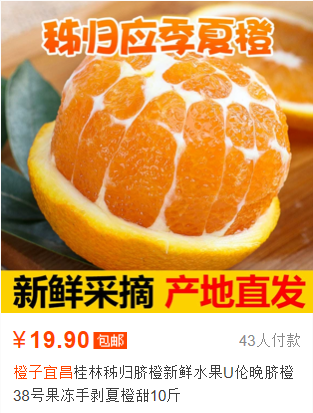 秭归应季夏橙
新鲜采摘 产地直发
¥19.90 包邮 43人付款
橙子宜昌桂林秭归脐橙新鲜水果U伦晚脐橙
38号果冻手剥夏橙甜10斤